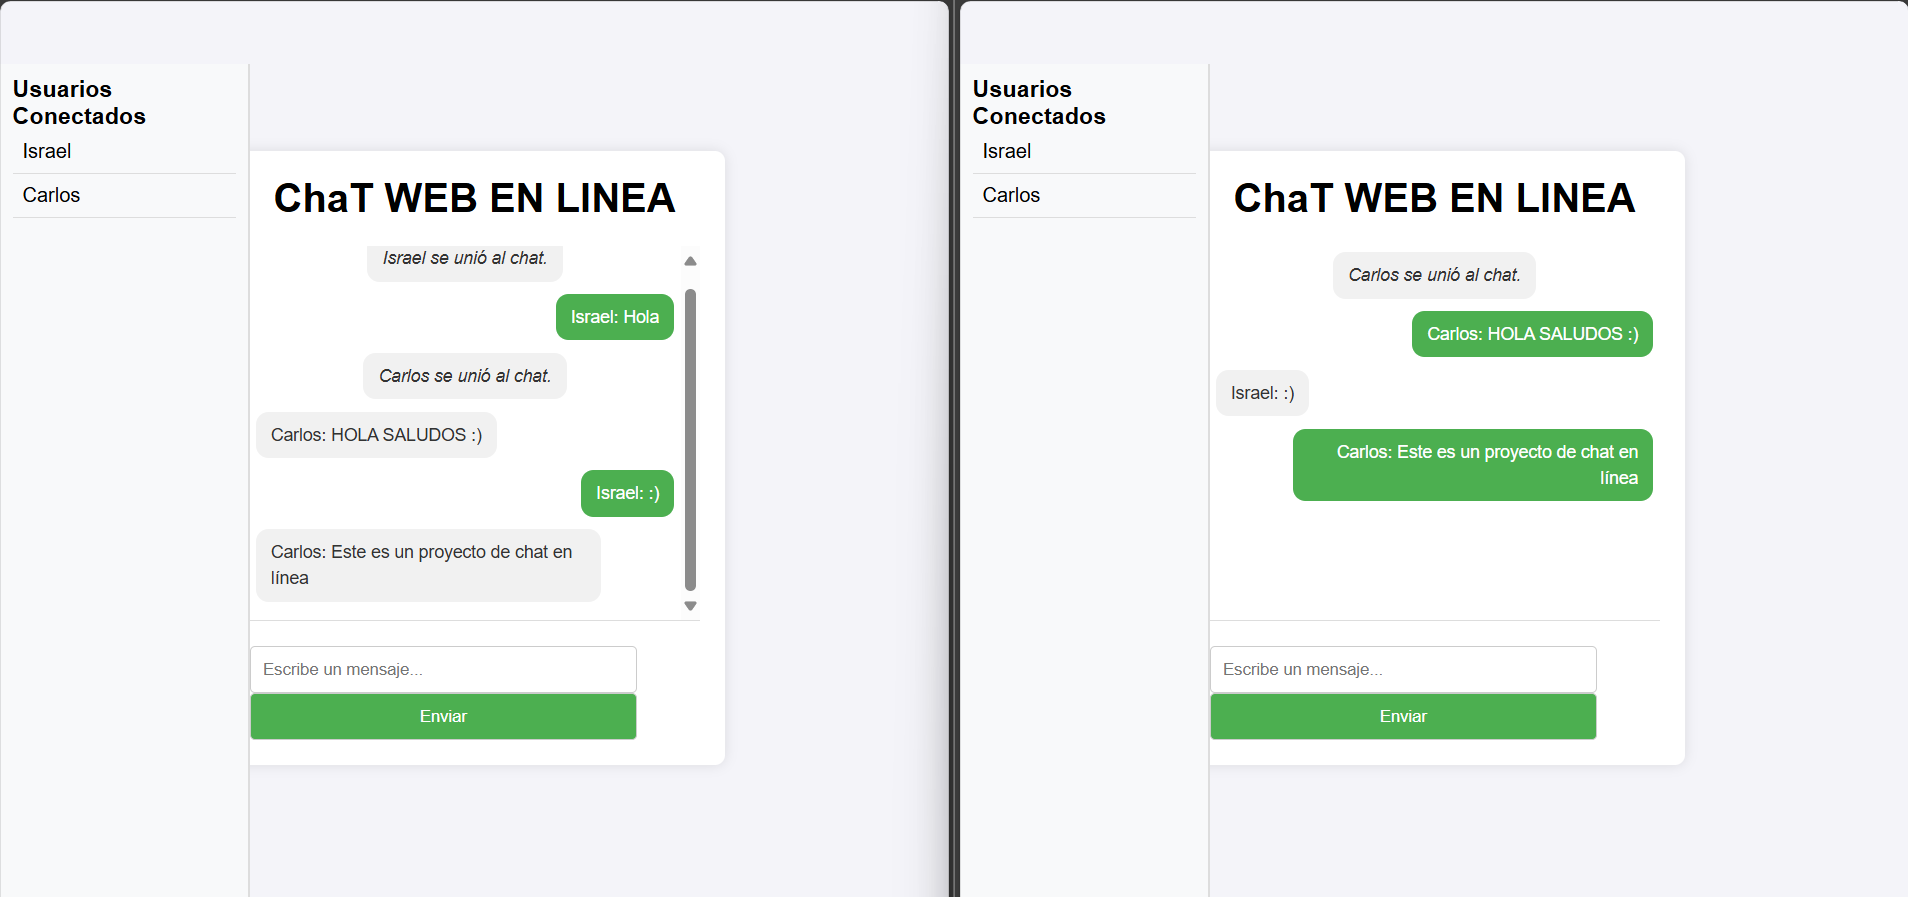 Usuarios
Conectados
Israel
Carlos
ChaT WEB EN LINEA
Israel se unió al chat.
Israel: Hola
Carlos se unió al chat.
Carlos: HOLA SALUDOS :)
Israel: :)
Carlos: Este es un proyecto de chat en
línea
Escribe un mensaje...
Enviar
Usuarios
Conectados
Israel
Carlos
ChaT WEB EN LINEA
Carlos se unió al chat.
Carlos: HOLA SALUDOS :)
Israel: :)
Carlos: Este es un proyecto de chat en
línea
Escribe un mensaje...
Enviar